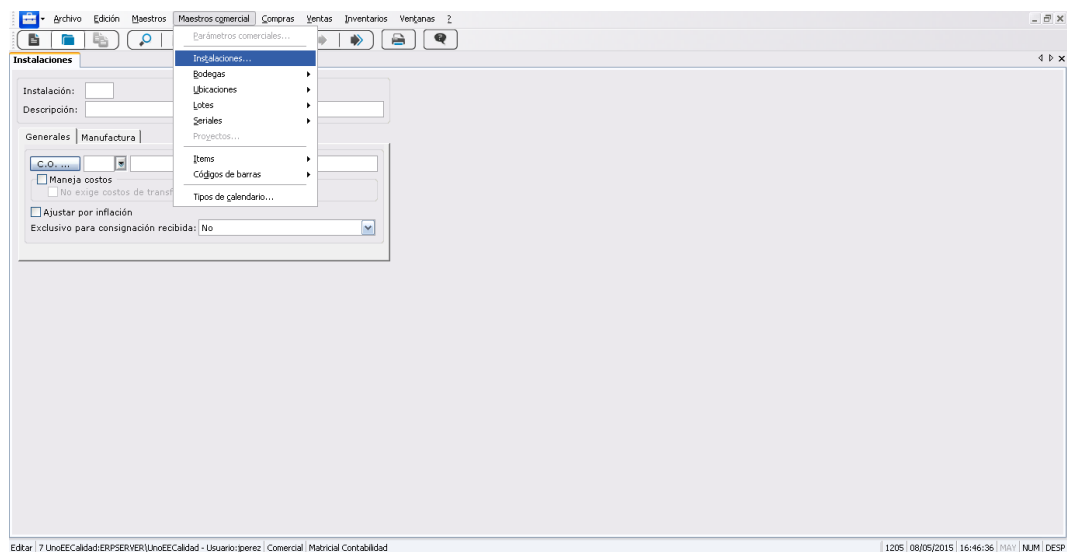 Archivo Edición Maestros Maestros comercial Compras Ventas Inventarios Ventanas ?
Instalaciones
Parámetros comerciales...
Instalaciones...
Bodegas
Ubicaciones
Lotes
Seriales
Proyectos...
Items
Códigos de barras
Tipos de calendario...
Instalación:
Descripción:
Generales Manufactura
C.O. ...
Maneja costos
No exige costos de transf
Ajustar por inflación
Exclusivo para consignación recibida: No
Editar 7 UnoEECalidad:ERPSERVER\UnoEECalidad - Usuario:jperez Comercial Matricial Contabilidad 1205 08/05/2015 16:46:36 MAY NUM DESP